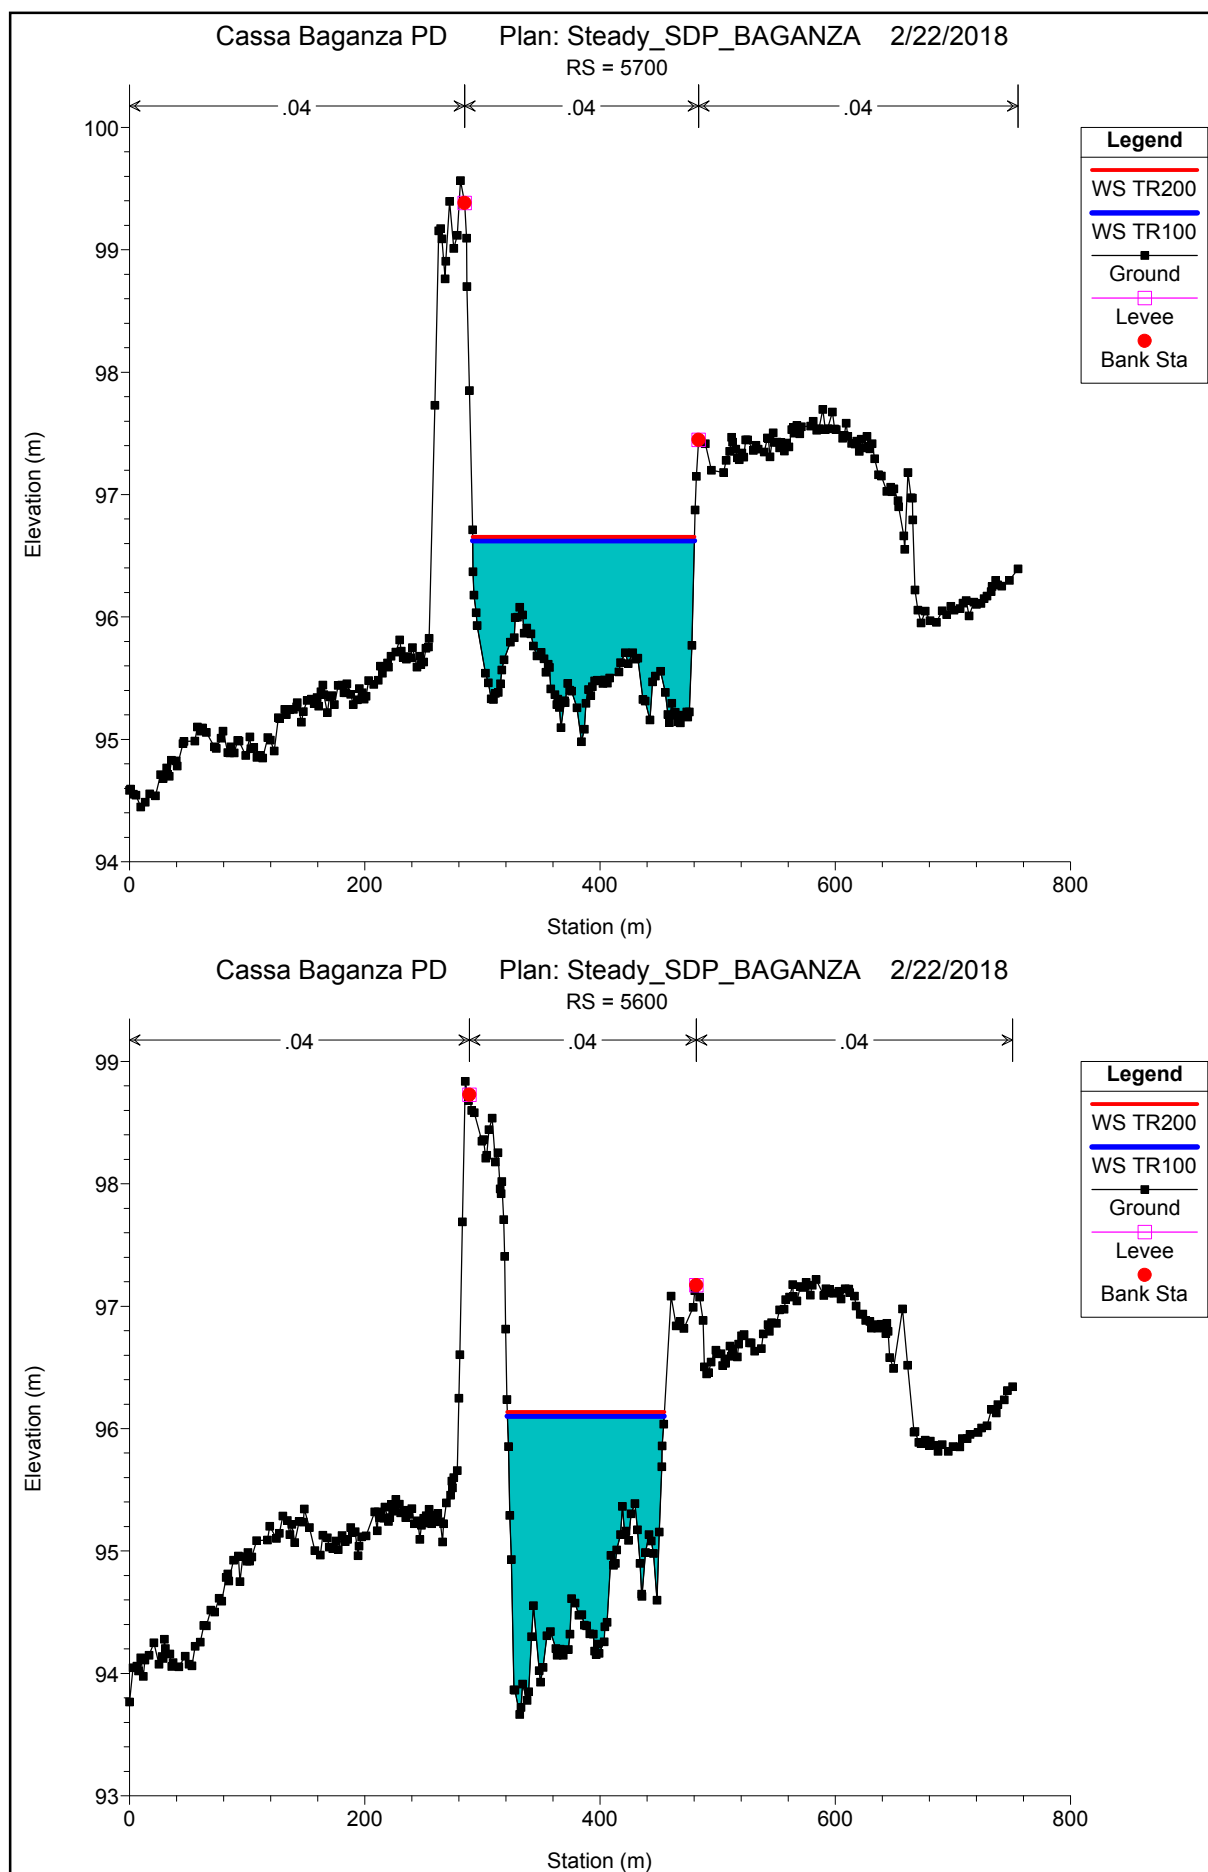 Cassa Baganza PD Plan: Steady_SDP_BAGANZA 2/22/2018
RS = 5700
.04 .04 .04
100
99
98
97
96
95
94
Elevation (m)
0 200 400 600 800
Station (m)
Legend
WS TR200
WS TR100
Ground
Levee
Bank Sta
Cassa Baganza PD Plan: Steady_SDP_BAGANZA 2/22/2018
RS = 5600
.04 .04 .04
99
98
97
96
95
94
93
Elevation (m)
0 200 400 600 800
Station (m)
Legend
WS TR200
WS TR100
Ground
Levee
Bank Sta